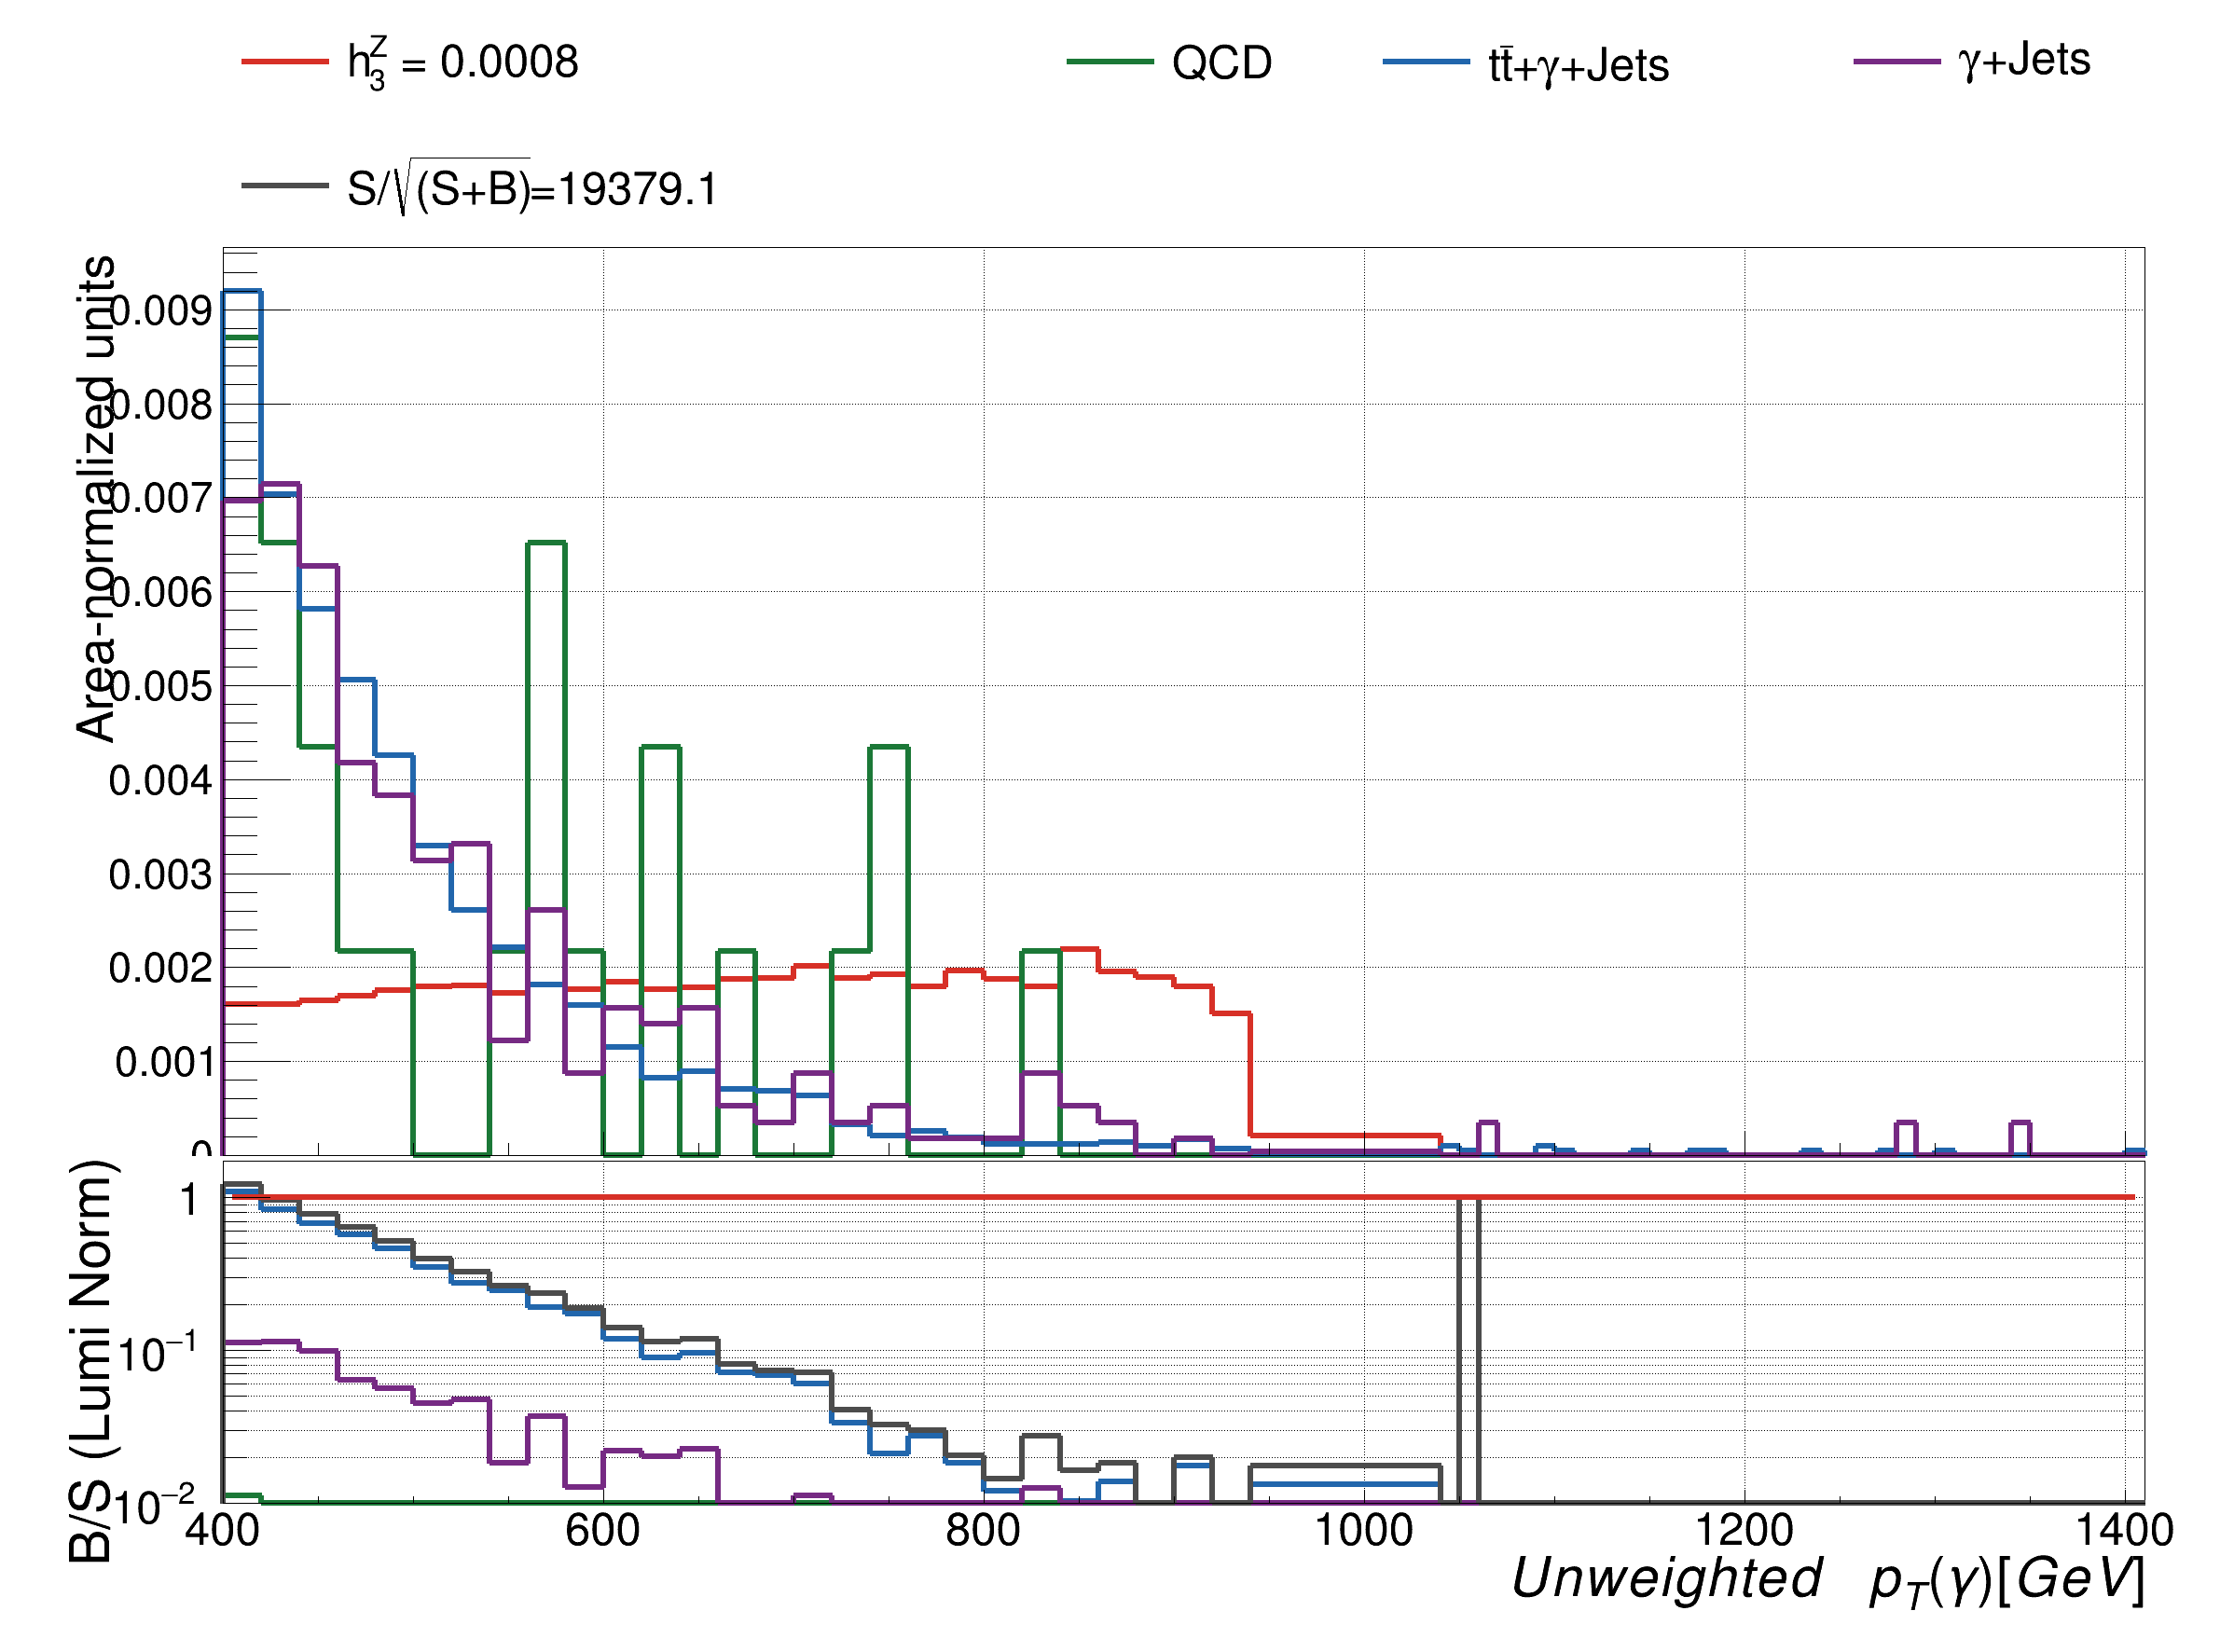 h₃ᶻ = 0.0008 QCD tt̄+γ+Jets γ+Jets
S/√(S+B)=19379.1
Area-normalized units
0.009
0.008
0.007
0.006
0.005
0.004
0.003
0.002
0.001
0
B/S (Lumi Norm)
1
10⁻¹
10⁻²
400 600 800 1000 1200 1400
Unweighted p_T(γ)[GeV]